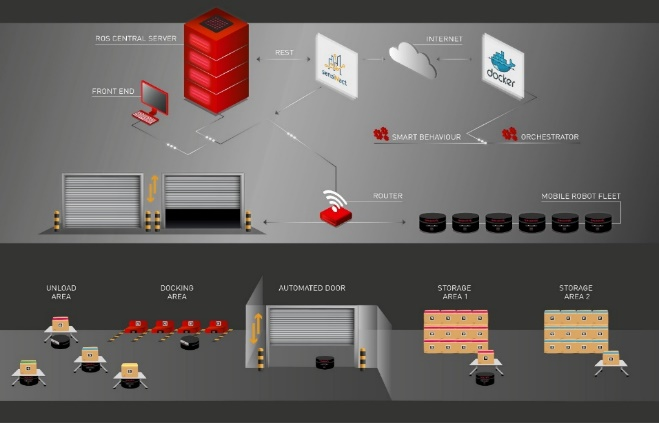 ROS CENTRAL SERVER
REST
INTERNET
docker
FRONT END
SMART BEHAVIOUR
ORCHESTRATOR
ROUTER
MOBILE ROBOT FLEET
UNLOAD
AREA
DOCKING
AREA
AUTOMATED DOOR
STORAGE
AREA 1
STORAGE
AREA 2